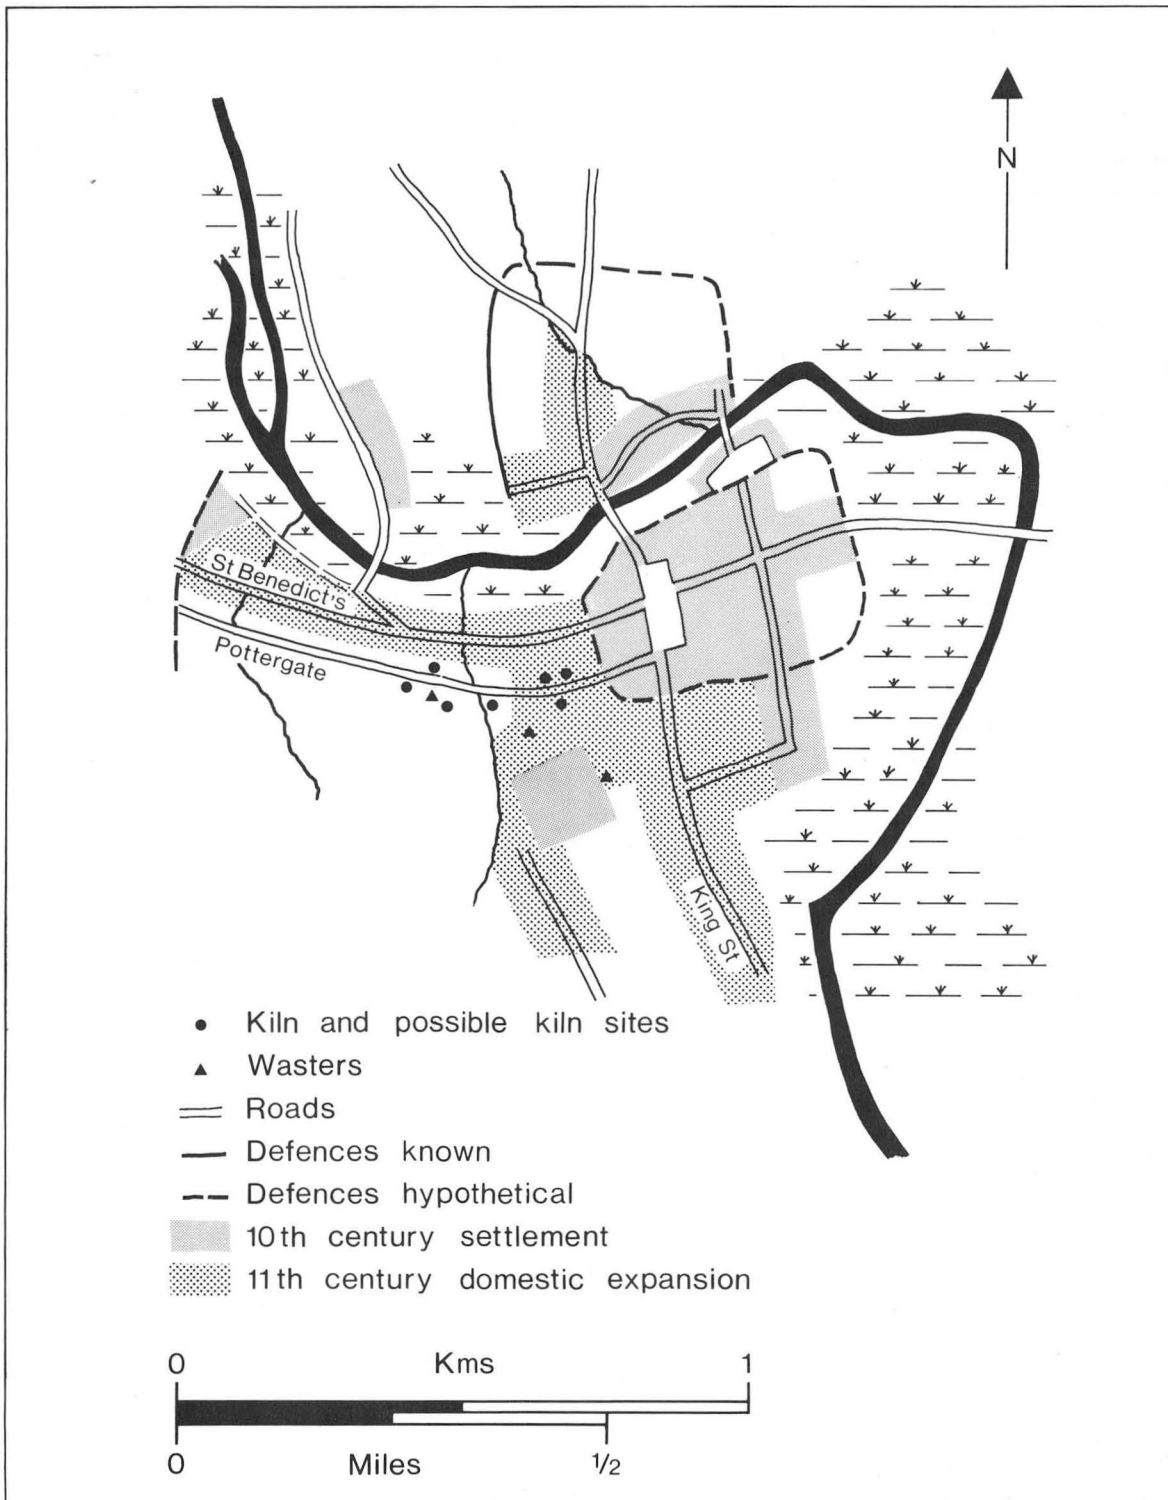 N
St Benedict's
Pottergate
King St
Kiln and possible kiln sites
Wasters
Roads
Defences known
Defences hypothetical
10th century settlement
11th century domestic expansion
0 Kms 1
0 Miles 1/2